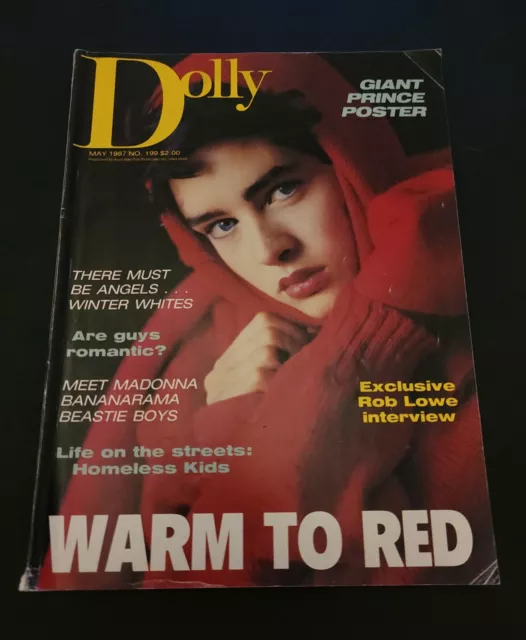 Dolly
MAY 1987 NO. 199 $2.00
GIANT
PRINCE
POSTER
THERE MUST
BE ANGELS . . .
WINTER WHITES
Are guys
romantic?
MEET MADONNA
BANANARAMA
BEASTIE BOYS
Exclusive
Rob Lowe
interview
Life on the streets:
Homeless Kids
WARM TO RED